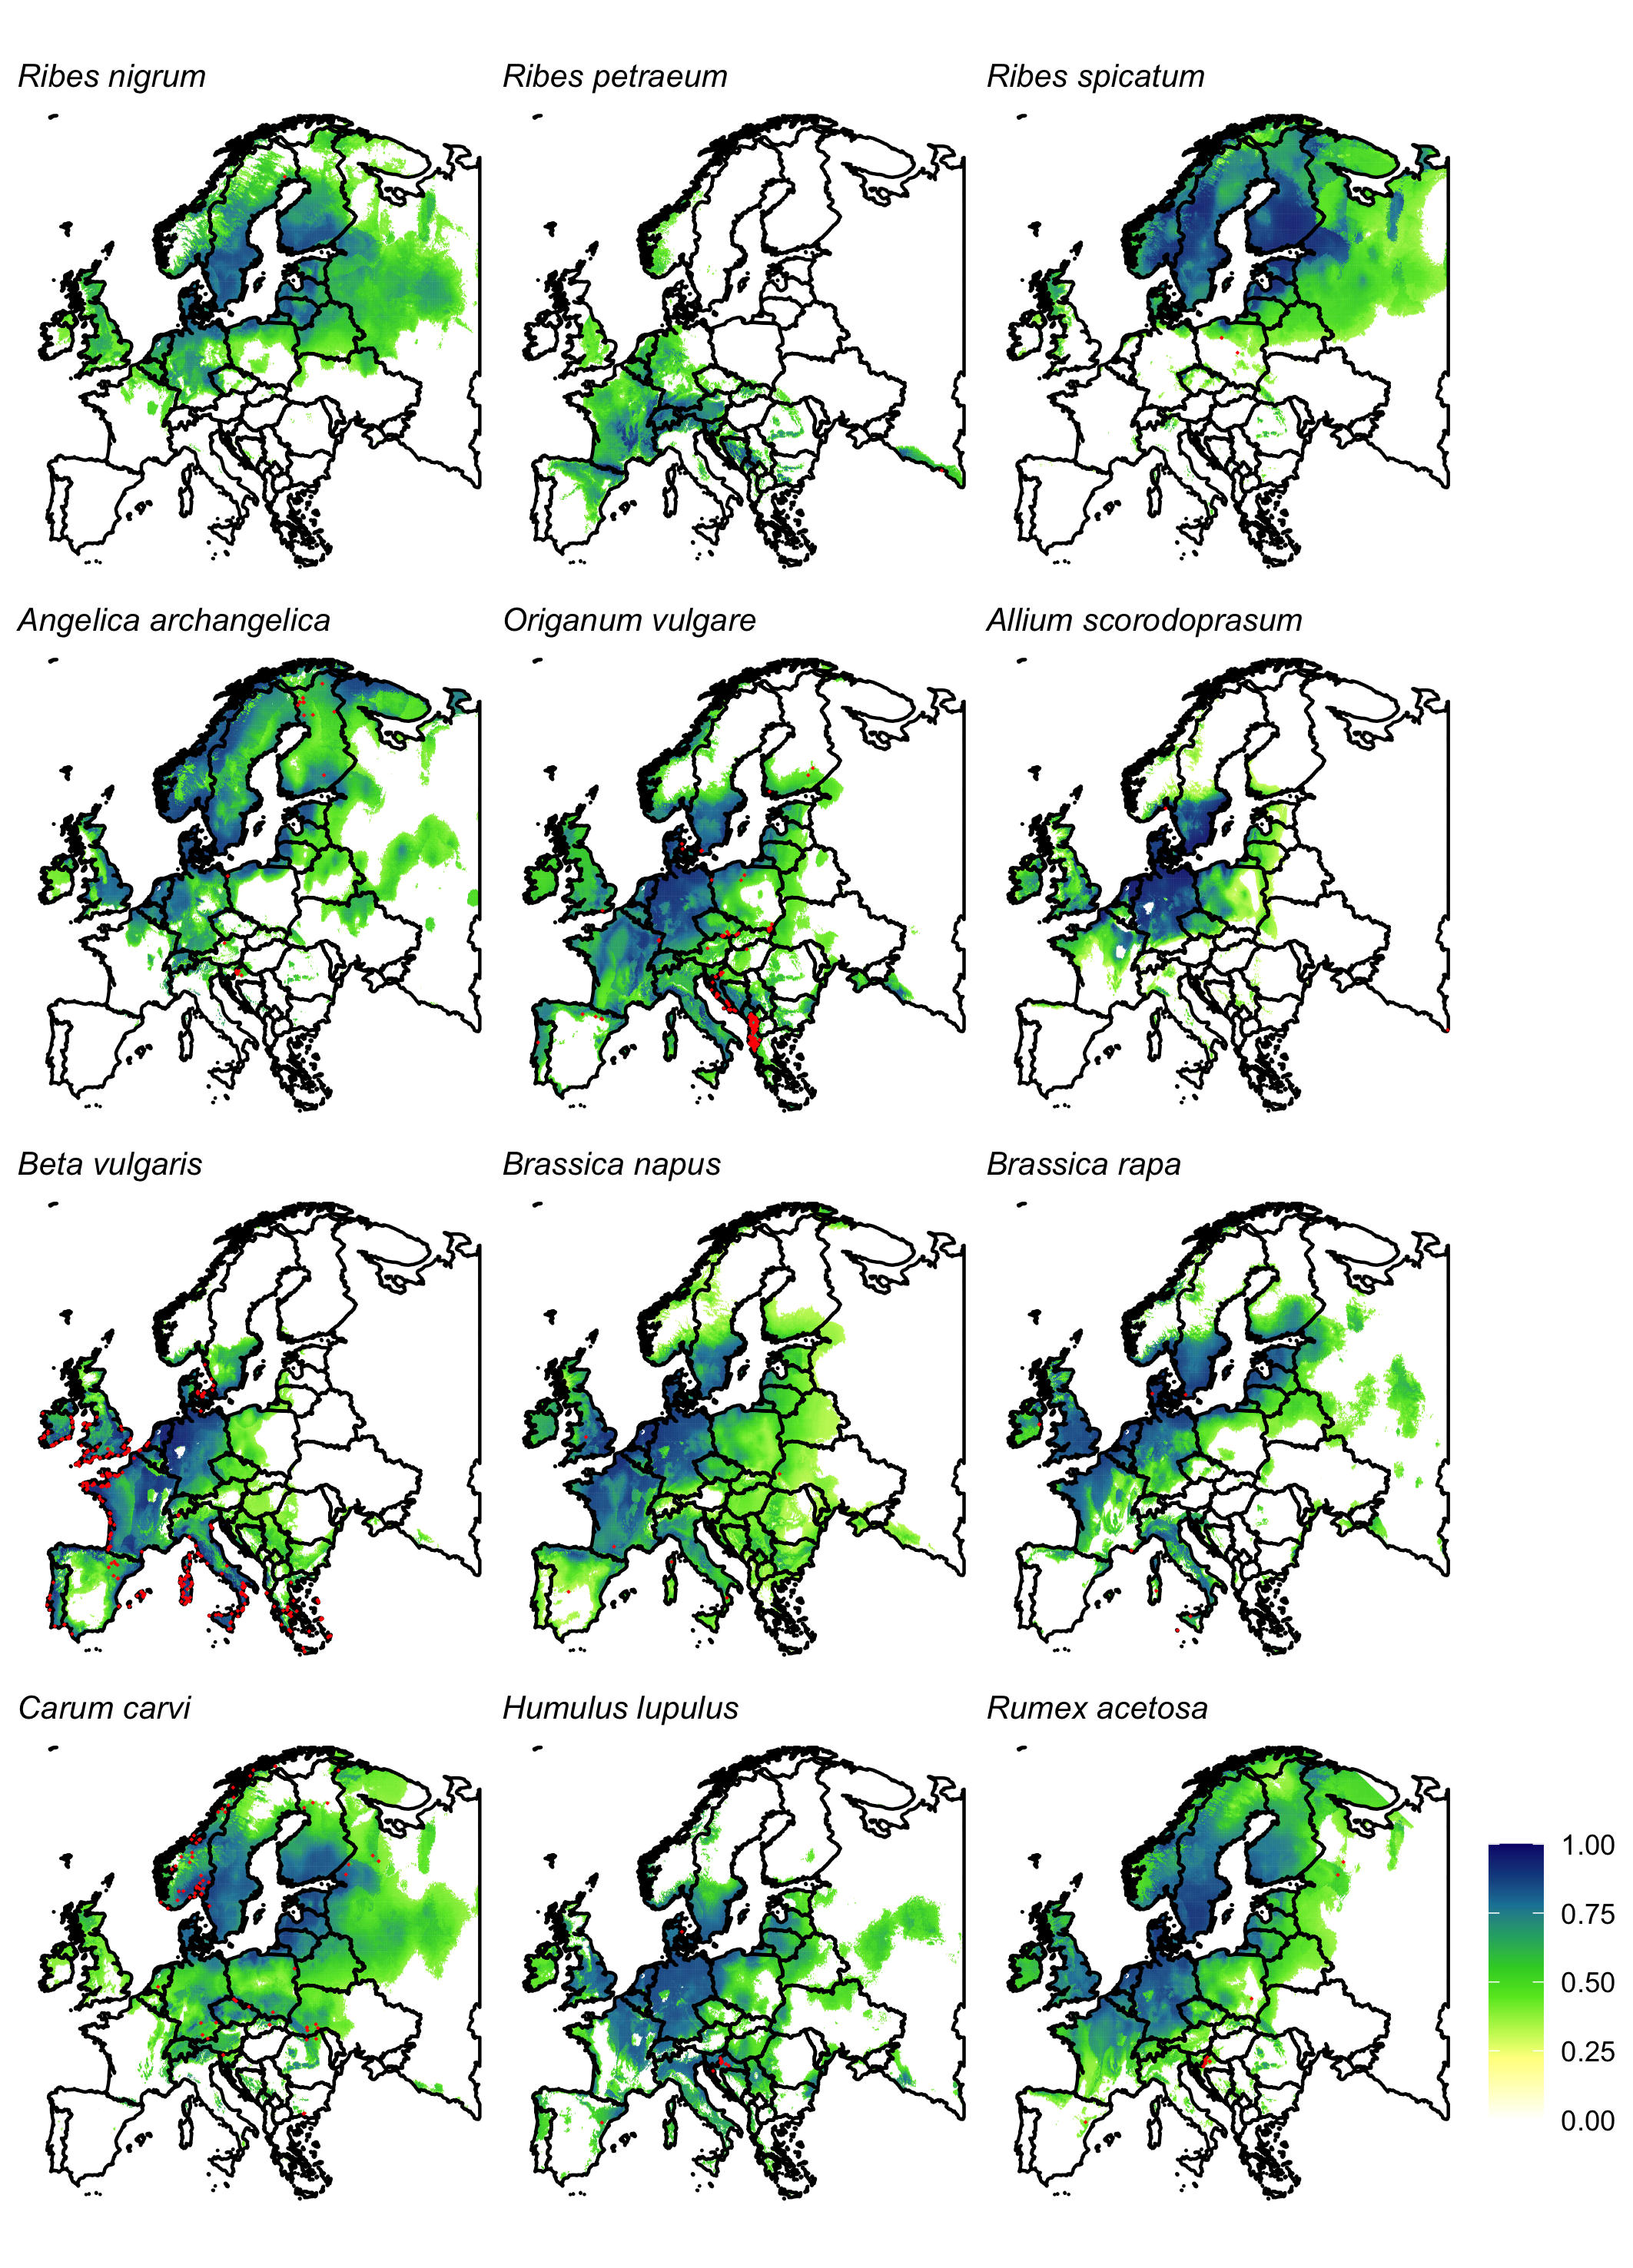 Ribes nigrum
Ribes petraeum
Ribes spicatum
Angelica archangelica
Origanum vulgare
Allium scorodoprasum
Beta vulgaris
Brassica napus
Brassica rapa
Carum carvi
Humulus lupulus
Rumex acetosa
1.00
0.75
0.50
0.25
0.00